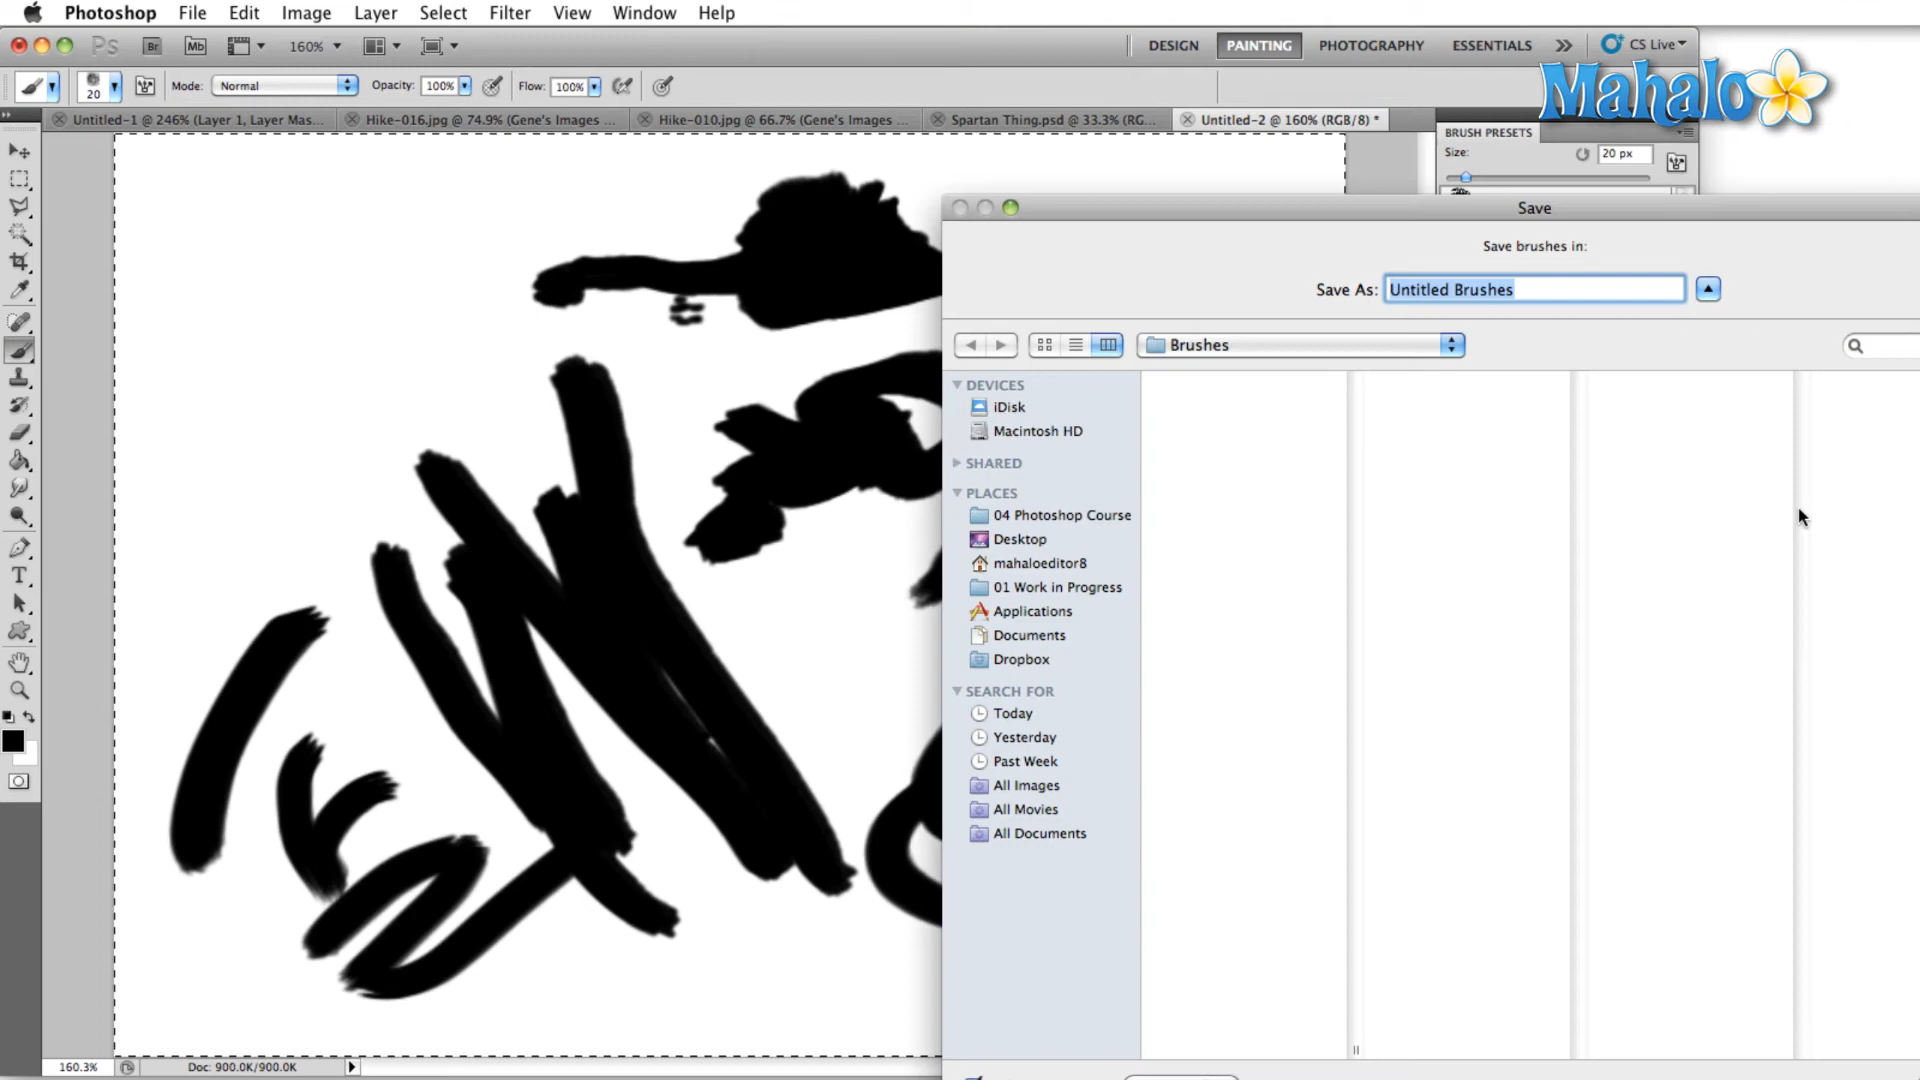 Photoshop File Edit Image Layer Select Filter View Window Help
Ps Br Mb 160% DESIGN PAINTING PHOTOGRAPHY ESSENTIALS CS Live
20 Mode: Normal Opacity: 100% Flow: 100%
Mahalo
Untitled-1 @ 246% (Layer 1, Layer Mas... Hike-016.jpg @ 74.9% (Gene's Images ... Hike-010.jpg @ 66.7% (Gene's Images ... Spartan Thing.psd @ 33.3% (RG... Untitled-2 @ 160% (RGB/8) *
BRUSH PRESETS
Size: 20 px
Save
Save brushes in:
Save As: Untitled Brushes
Brushes
DEVICES
iDisk
Macintosh HD
SHARED
PLACES
04 Photoshop Course
Desktop
mahaloeditor8
01 Work in Progress
Applications
Documents
Dropbox
SEARCH FOR
Today
Yesterday
Past Week
All Images
All Movies
All Documents
160.3% Doc: 900.0K/900.0K